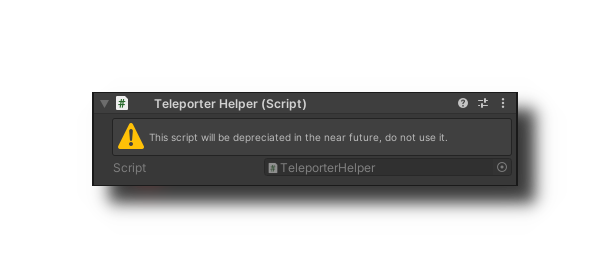 Teleporter Helper (Script)
This script will be depreciated in the near future, do not use it.
Script
TeleporterHelper